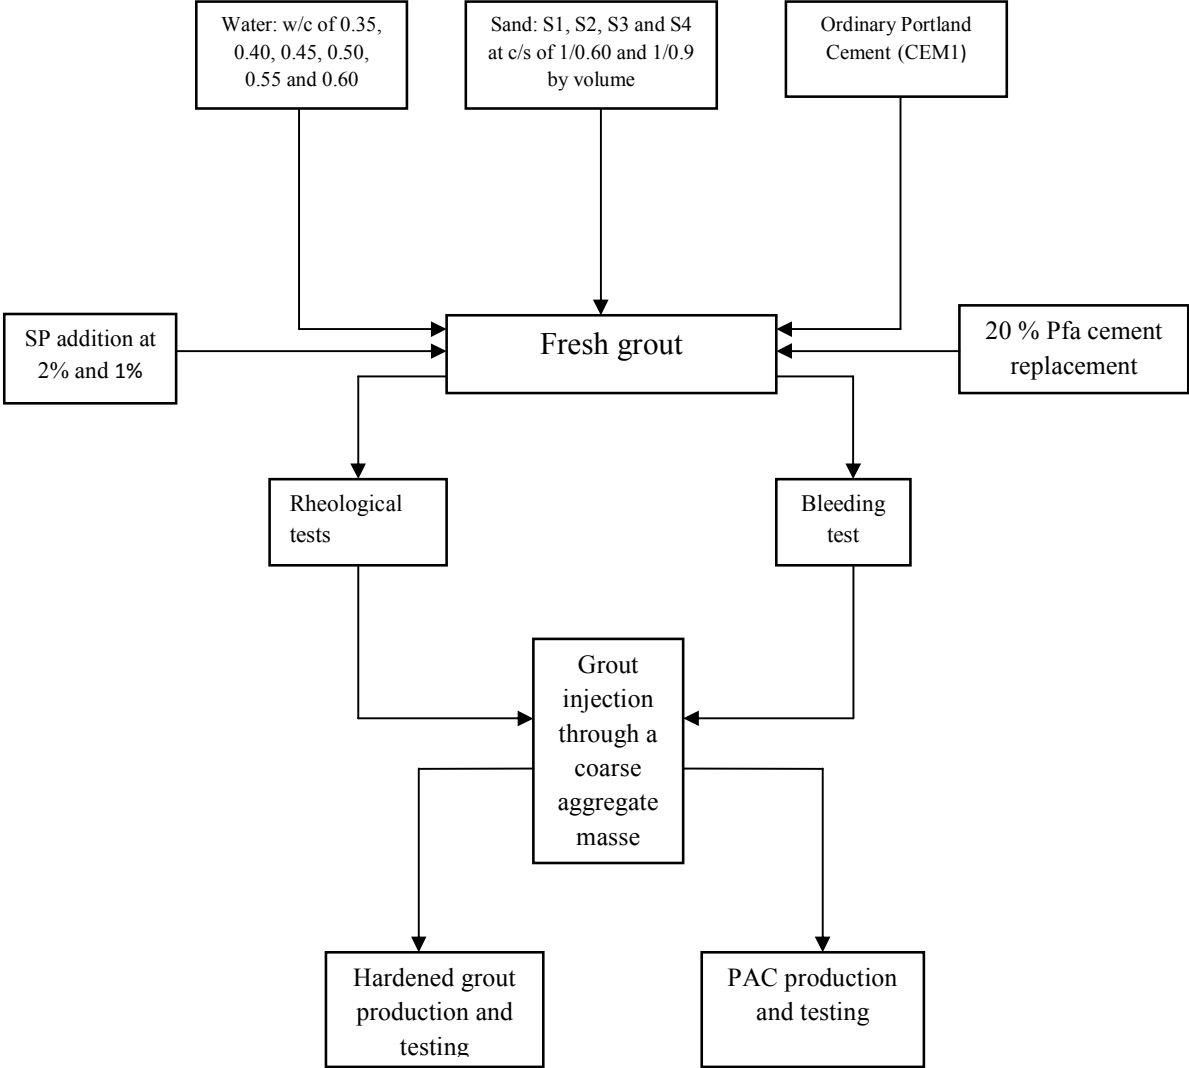 Water: w/c of 0.35,
0.40, 0.45, 0.50,
0.55 and 0.60
Sand: S1, S2, S3 and S4
at c/s of 1/0.60 and 1/0.9
by volume
Ordinary Portland
Cement (CEM1)
SP addition at
2% and 1%
Fresh grout
20 % Pfa cement
replacement
Rheological
tests
Bleeding
test
Grout
injection
through a
coarse
aggregate
masse
Hardened grout
production and
testing
PAC production
and testing